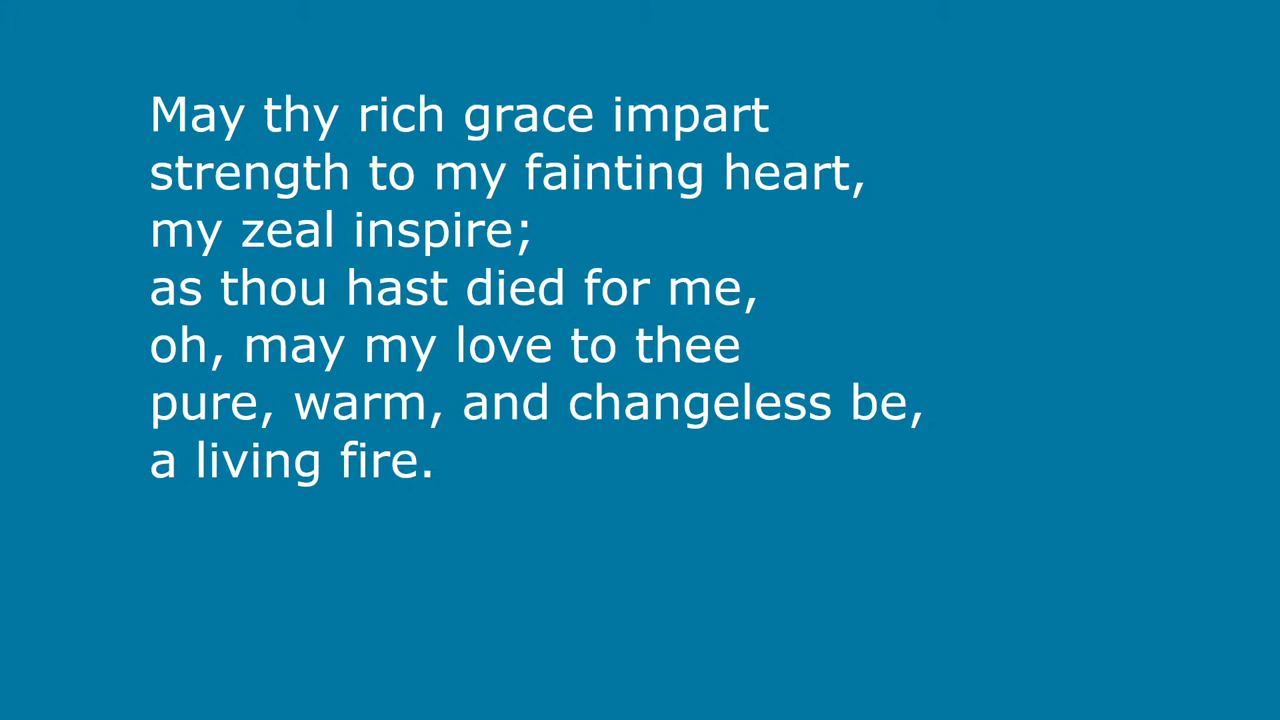 May thy rich grace impart
strength to my fainting heart,
my zeal inspire;
as thou hast died for me,
oh, may my love to thee
pure, warm, and changeless be,
a living fire.